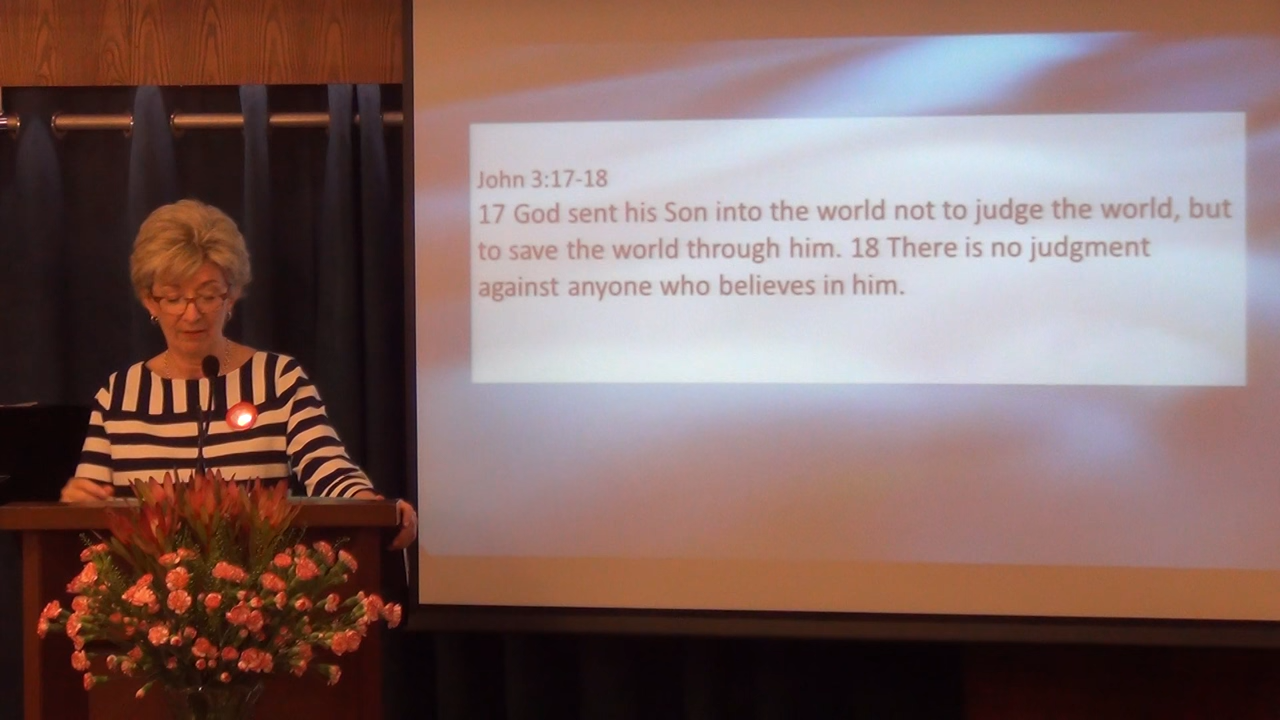 John 3:17-18
17 God sent his Son into the world not to judge the world, but
to save the world through him. 18 There is no judgment
against anyone who believes in him.